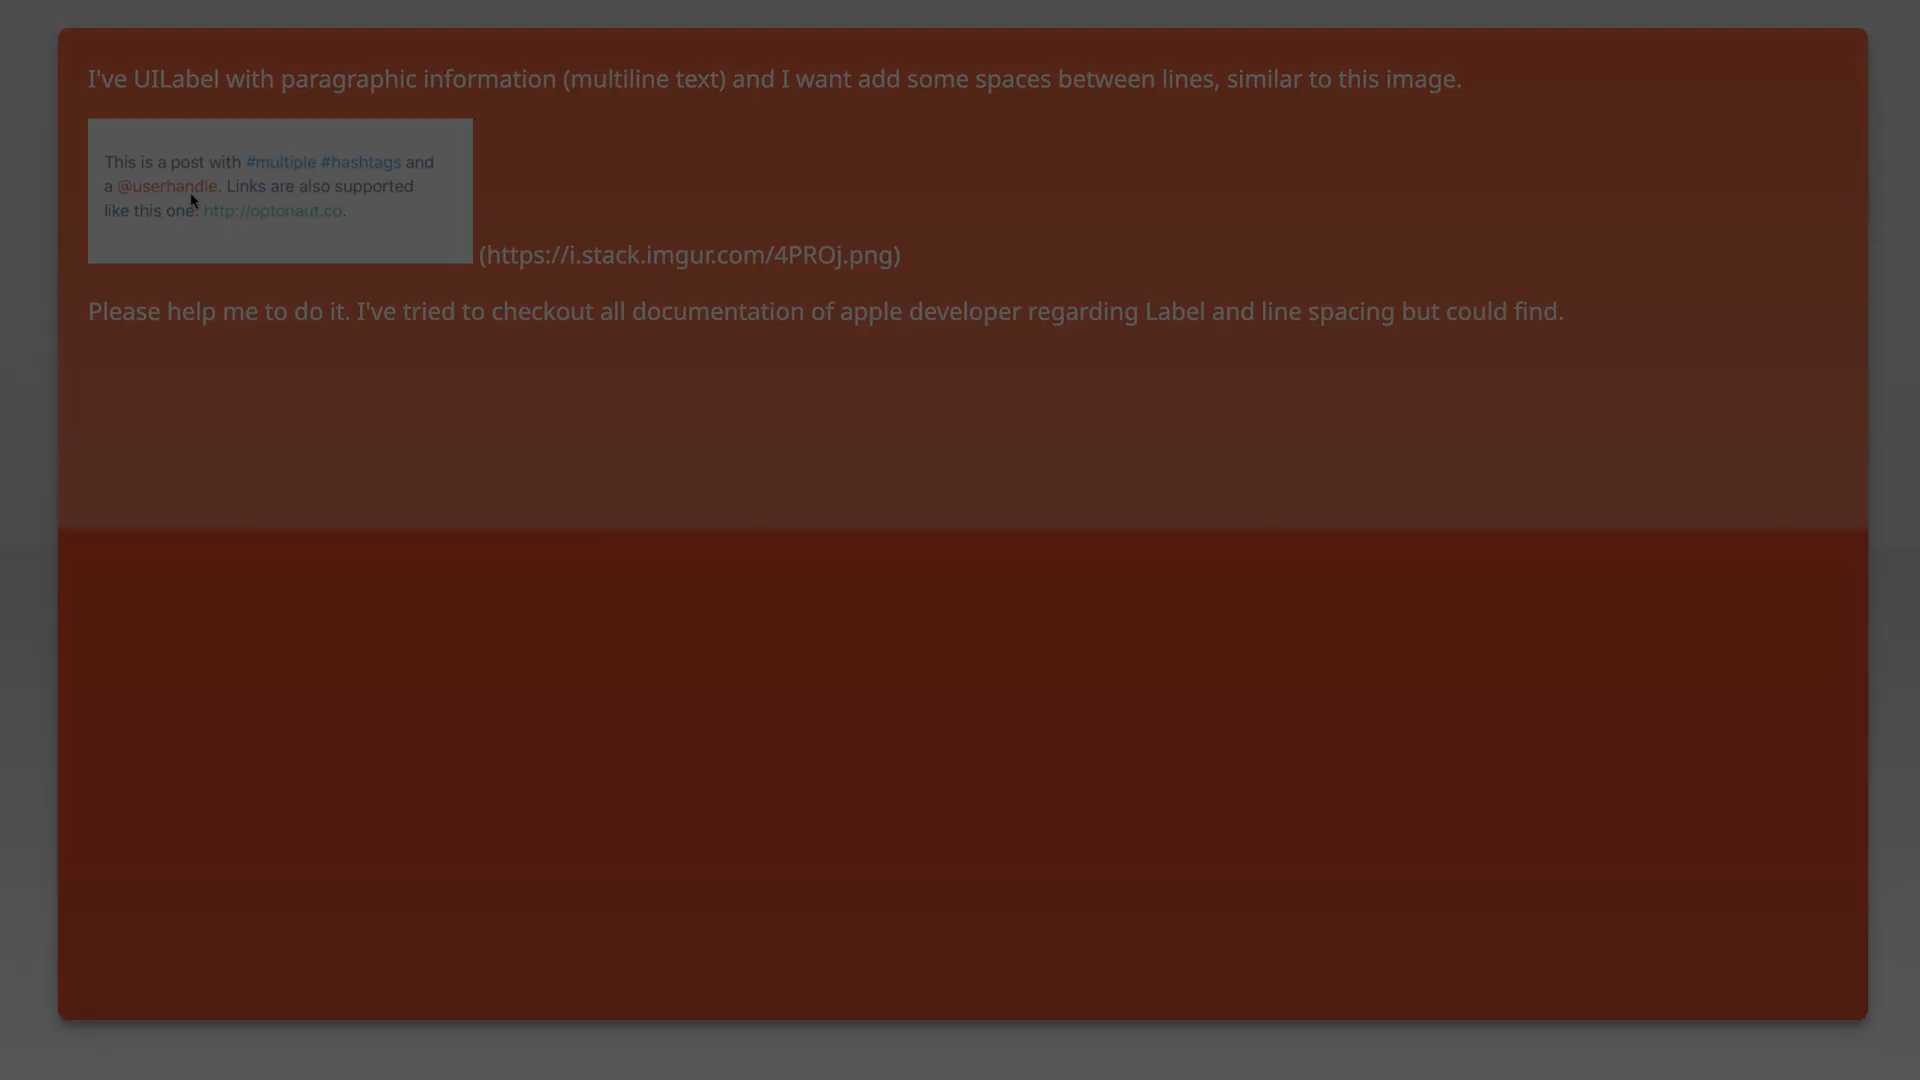 I've UILabel with paragraphic information (multiline text) and I want add some spaces between lines, similar to this image.
This is a post with #multiple #hashtags and
a @userhandle. Links are also supported
like this one: http://optonaut.co.
(https://i.stack.imgur.com/4PROj.png)
Please help me to do it. I've tried to checkout all documentation of apple developer regarding Label and line spacing but could find.